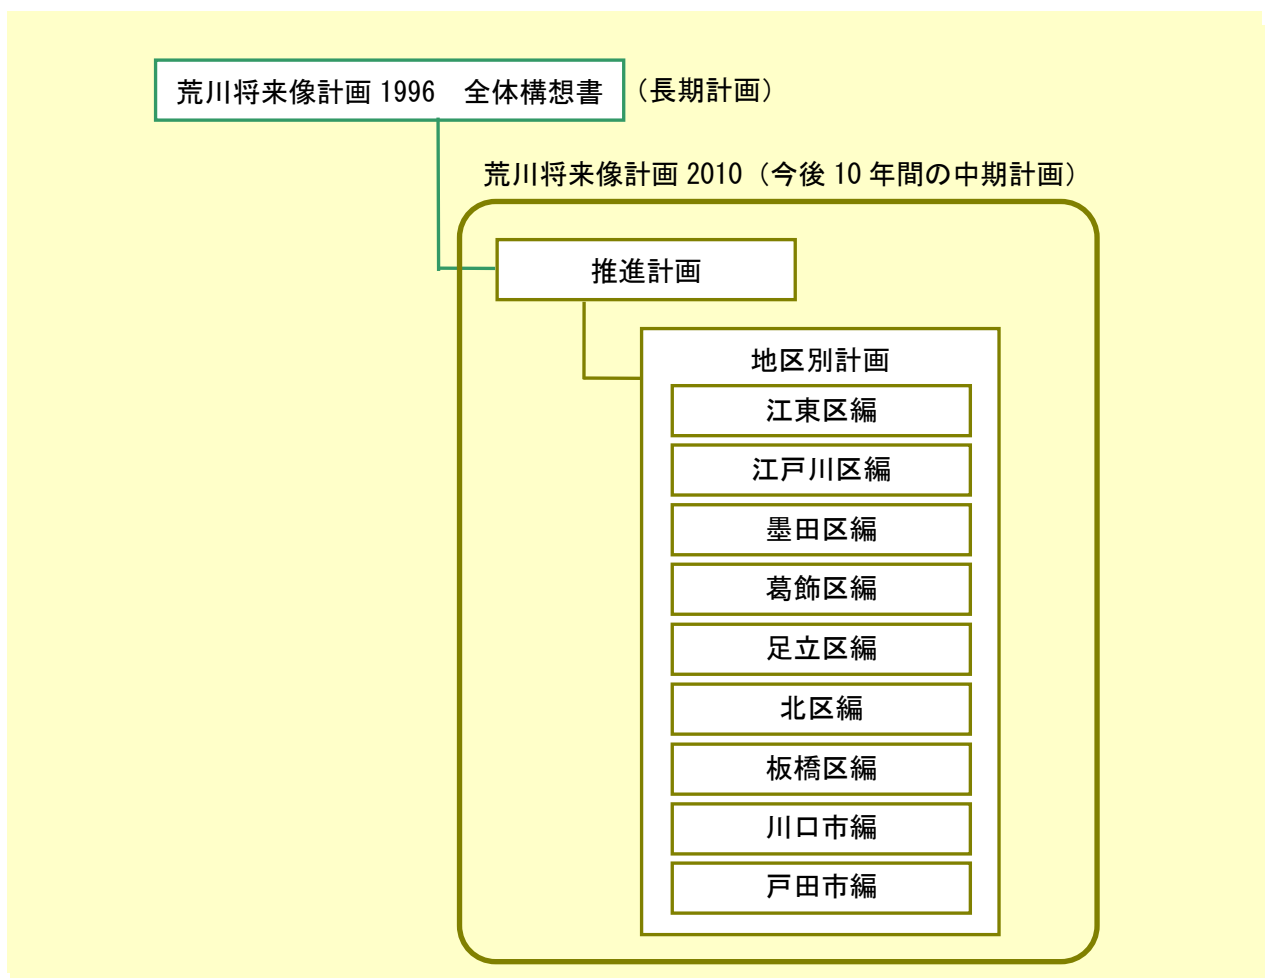 荒川将来像計画 1996　全体構想書 （長期計画）
荒川将来像計画 2010（今後 10 年間の中期計画）
推進計画
地区別計画
江東区編
江戸川区編
墨田区編
葛飾区編
足立区編
北区編
板橋区編
川口市編
戸田市編